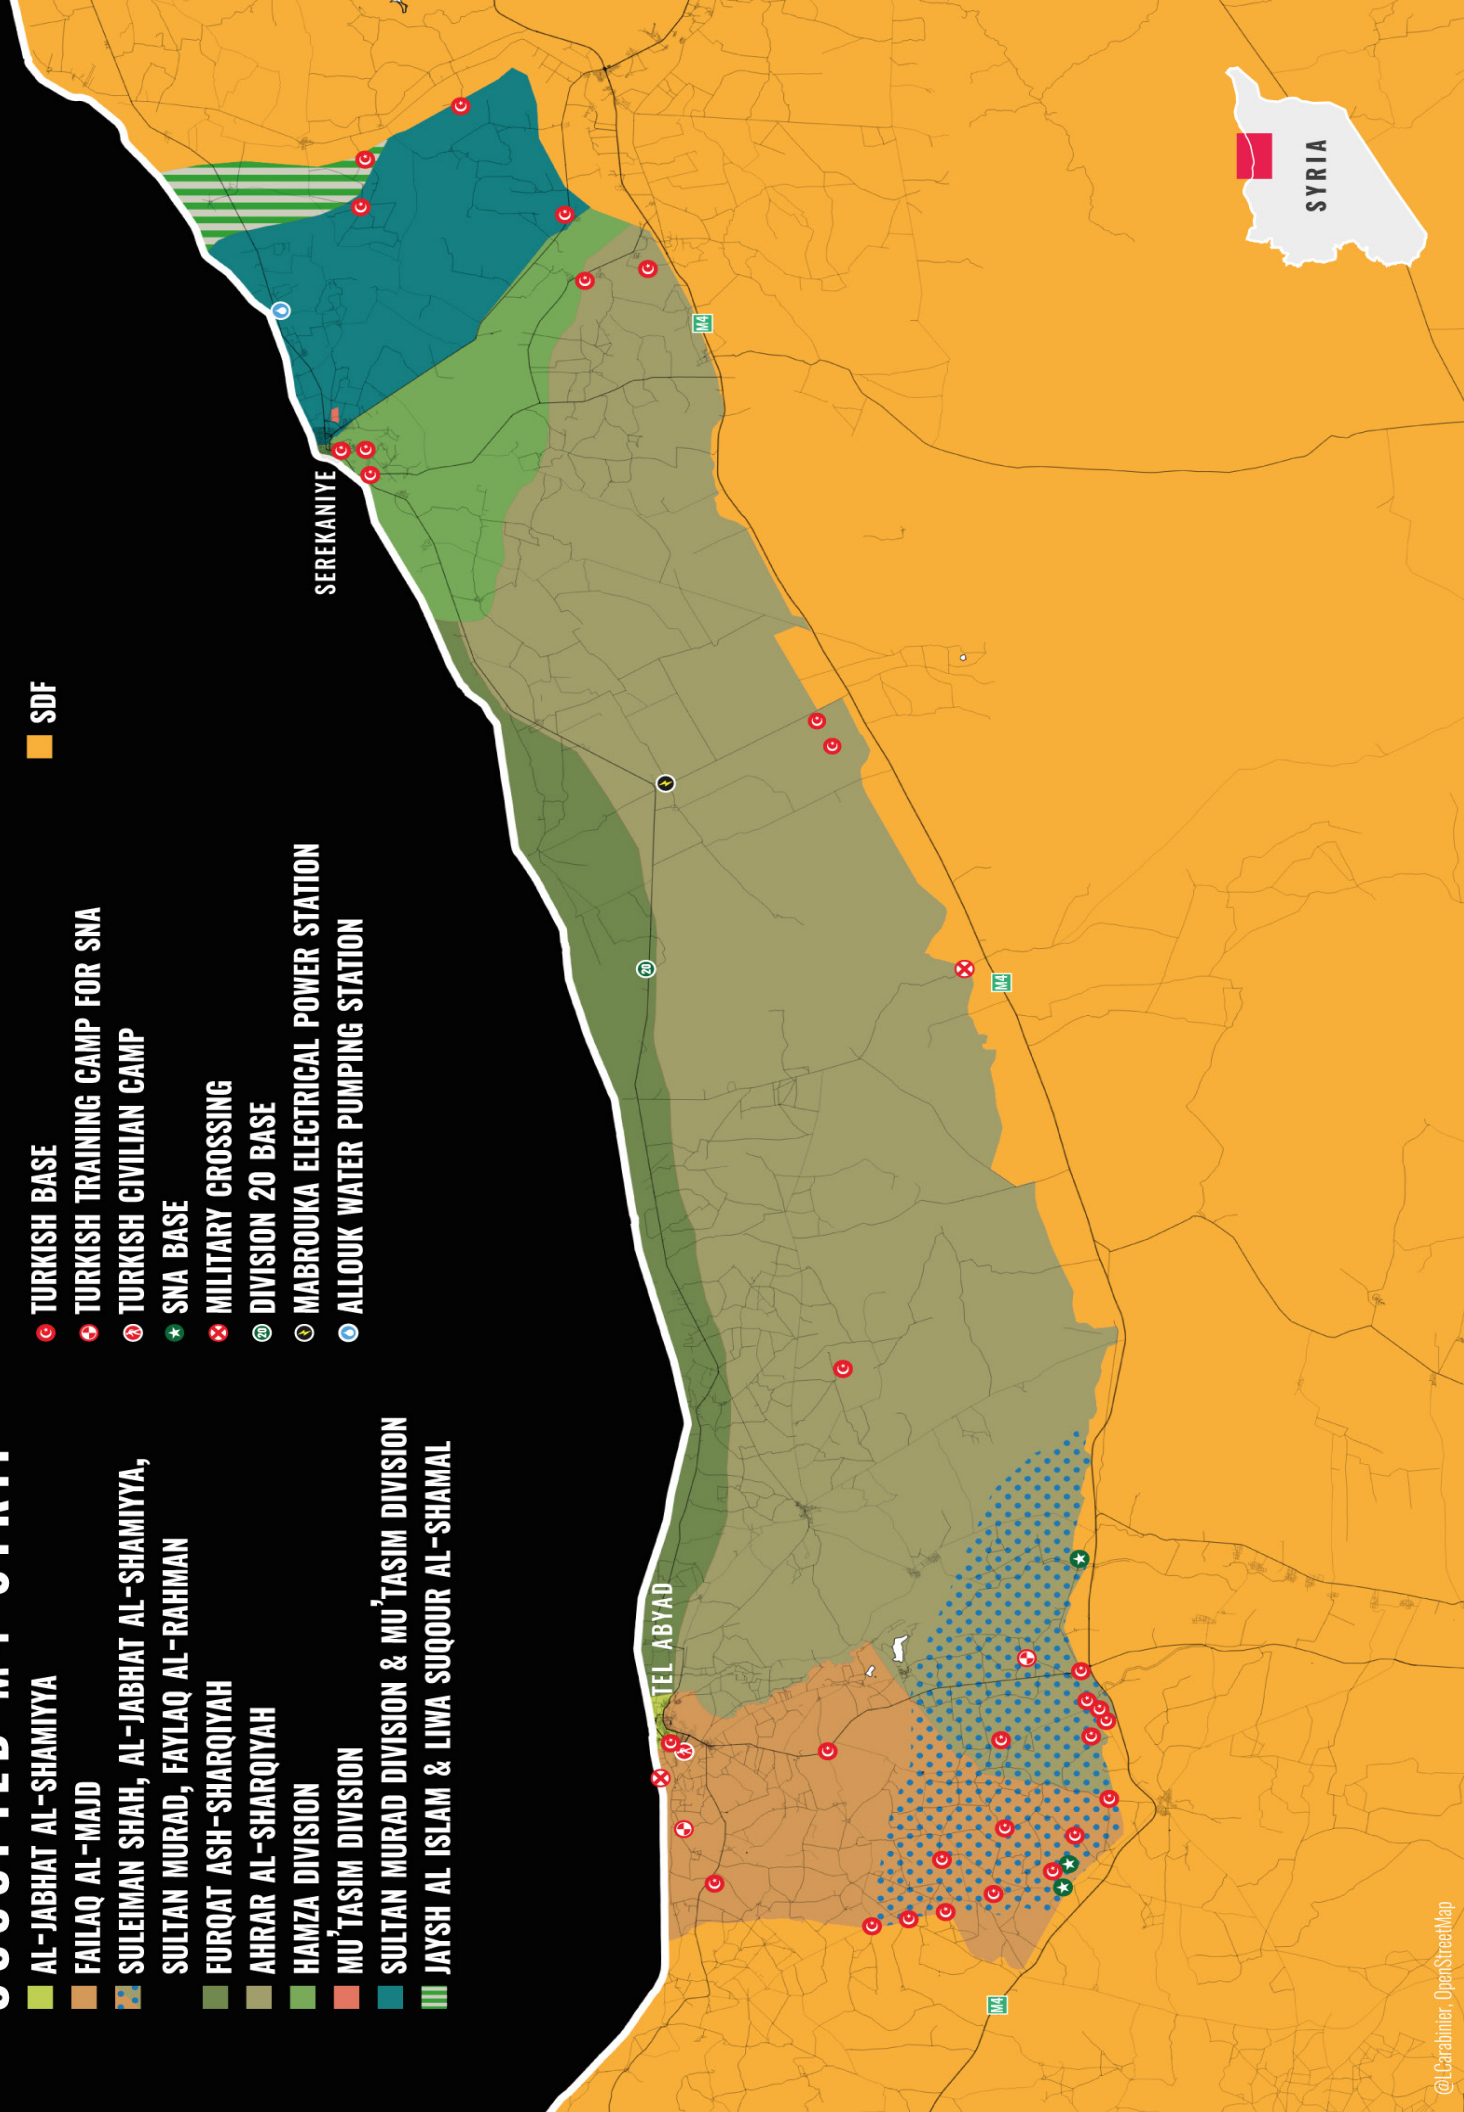 AL-JABHAT AL-SHAMIYYA
FAILAQ AL-MAJD
SULEIMAN SHAH, AL-JABHAT AL-SHAMIYYA,
SULTAN MURAD, FAYLAQ AL-RAHMAN
FURQAT ASH-SHARQIYAH
AHRAR AL-SHARQIYAH
HAMZA DIVISION
MU'TASIM DIVISION
SULTAN MURAD DIVISION & MU'TASIM DIVISION
JAYSH AL ISLAM & LIWA SUQOUR AL-SHAMAL
TURKISH BASE
TURKISH TRAINING CAMP FOR SNA
TURKISH CIVILIAN CAMP
SNA BASE
MILITARY CROSSING
20 DIVISION 20 BASE
MABROUKA ELECTRICAL POWER STATION
ALLOUK WATER PUMPING STATION
SDF
SEREKANIYE
TEL ABYAD
20
M4
M4
M4
SYRIA
@LCarabinier, OpenStreetMap